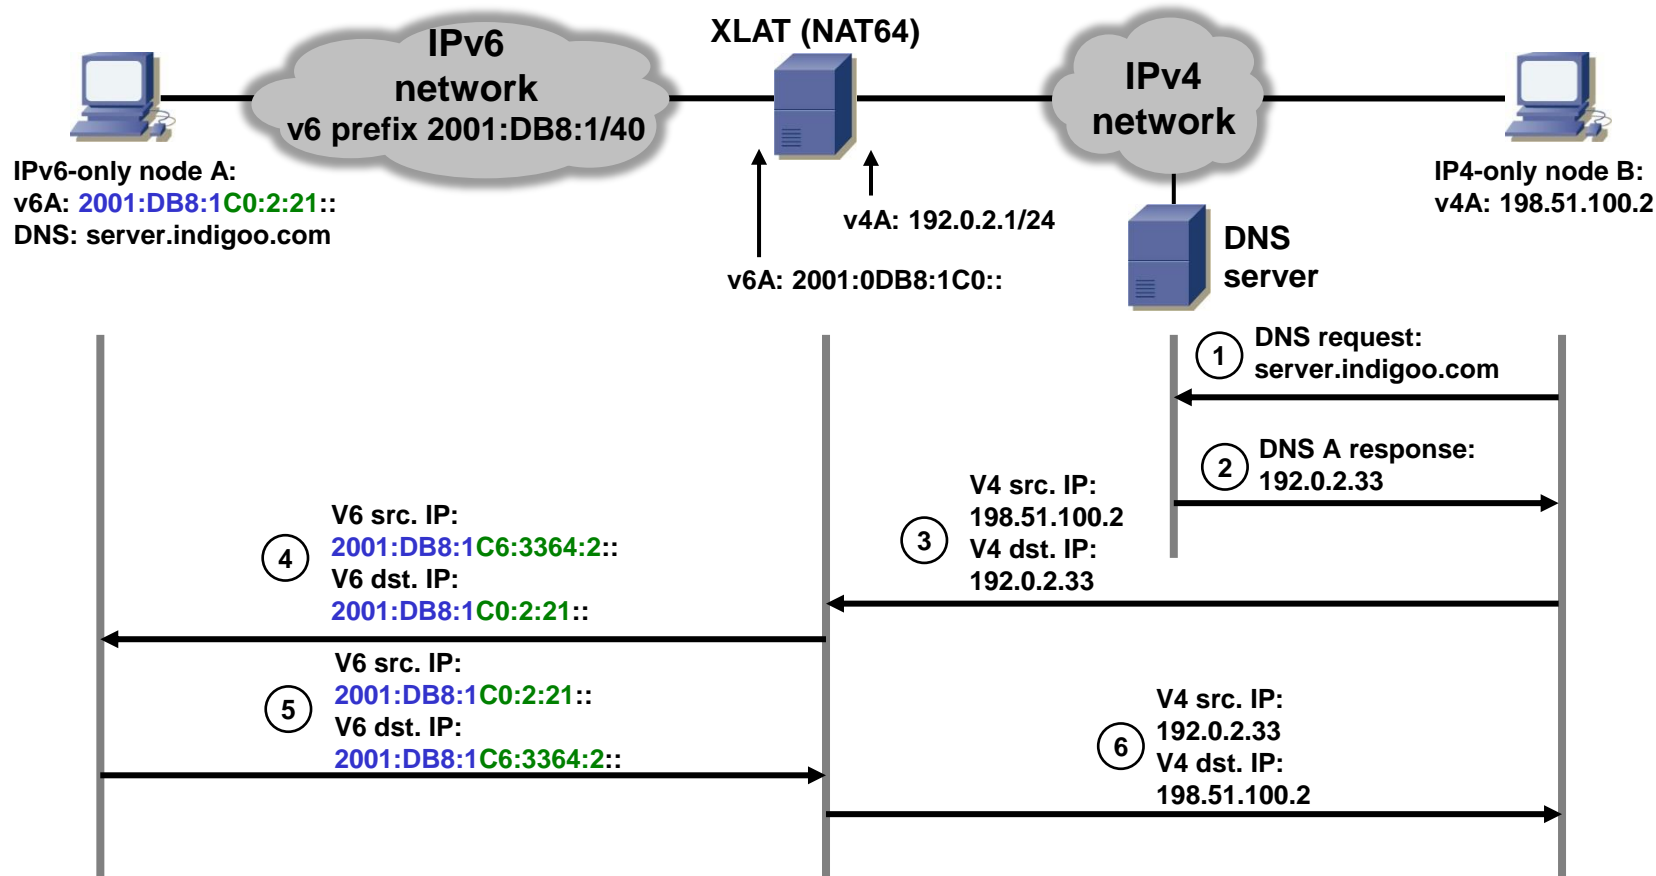 XLAT (NAT64)
IPv6
network
v6 prefix 2001:DB8:1/40
IPv4
network
IPv6-only node A:
v6A: 2001:DB8:1C0:2:21::
DNS: server.indigoo.com
v4A: 192.0.2.1/24
v6A: 2001:0DB8:1C0::
DNS
server
IP4-only node B:
v4A: 198.51.100.2
1
DNS request:
server.indigoo.com
2
DNS A response:
192.0.2.33
3
V4 src. IP:
198.51.100.2
V4 dst. IP:
192.0.2.33
4
V6 src. IP:
2001:DB8:1C6:3364:2::
V6 dst. IP:
2001:DB8:1C0:2:21::
5
V6 src. IP:
2001:DB8:1C0:2:21::
V6 dst. IP:
2001:DB8:1C6:3364:2::
6
V4 src. IP:
192.0.2.33
V4 dst. IP:
198.51.100.2